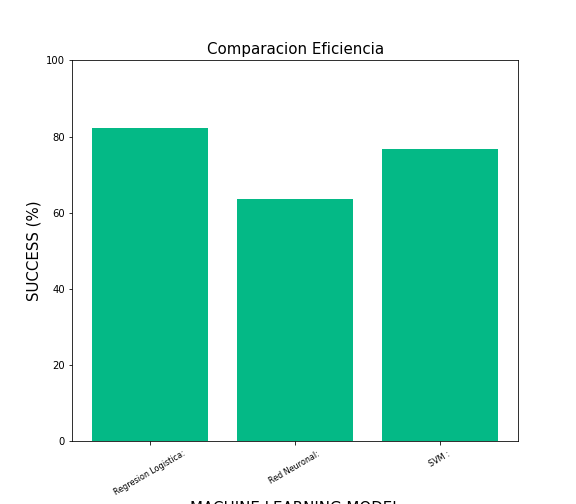 Comparacion Eficiencia
100
80
60
40
20
0
SUCCESS (%)
Regresion Logistica:
Red Neuronal:
SVM :
MACHINE LEARNING MODEL